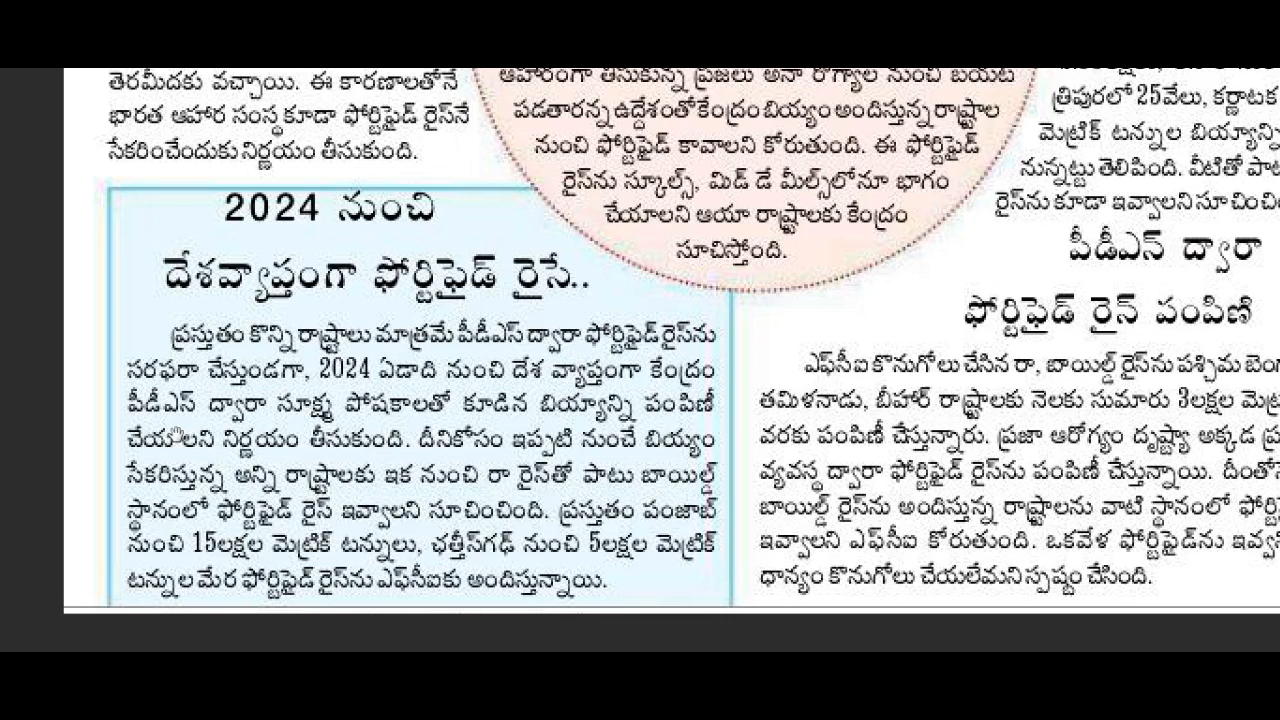 తెరమీదకు వచ్చాయి. ఈ కారణాలతోనే
భారత ఆహార సంస్థ కూడా ఫోర్టిఫైడ్ రైస్‌నే
సేకరించేందుకు నిర్ణయం తీసుకుంది.
2024 నుంచి
దేశవ్యాప్తంగా ఫోర్టిఫైడ్ రైసే..
ప్రస్తుతం కొన్ని రాష్ట్రాలు మాత్రమే పీడీఎస్ ద్వారా ఫోర్టిఫైడ్ రైస్‌ను
సరఫరా చేస్తుండగా, 2024 ఏడాది నుంచి దేశ వ్యాప్తంగా కేంద్రం
పీడీఎస్ ద్వారా సూక్ష్మ పోషకాలతో కూడిన బియ్యాన్ని పంపిణీ
చేయాలని నిర్ణయం తీసుకుంది. దీనికోసం ఇప్పటి నుంచే బియ్యం
సేకరిస్తున్న అన్ని రాష్ట్రాలకు ఇక నుంచి రా రైస్‌తో పాటు బాయిల్డ్
స్థానంలో ఫోర్టిఫైడ్ రైస్ ఇవ్వాలని సూచించింది. ప్రస్తుతం పంజాబ్
నుంచి 15లక్షల మెట్రిక్ టన్నులు, ఛత్తీస్‌గఢ్ నుంచి 5లక్షల మెట్రిక్
టన్నుల మేర ఫోర్టిఫైడ్ రైస్‌ను ఎఫ్‌సీఐకు అందిస్తున్నాయి.
ఆహారంగా తీసుకున్న ప్రజలు అనా రోగ్యాల నుంచి బయట
పడతారన్న ఉద్దేశంతో కేంద్రం బియ్యం అందిస్తున్న రాష్ట్రాల
నుంచి ఫోర్టిఫైడ్ కావాలని కోరుతుంది. ఈ ఫోర్టిఫైడ్
రైస్‌ను స్కూల్స్, మిడ్ డే మీల్స్‌లోనూ భాగం
చేయాలని ఆయా రాష్ట్రాలకు కేంద్రం
సూచిస్తోంది.
త్రిపురలో 25వేలు, కర్ణాటక
మెట్రిక్ టన్నుల
నున్నట్టు తెలిపింది. వీటితో
రైస్‌ను కూడా ఇవ్వాలని
పీడీఎస్ ద్వారా
ఫోర్టిఫైడ్ రైస్ పంపిణీ
ఎఫ్‌సీఐ కొనుగోలు చేసిన రా, బాయిల్డ్ రైస్‌ను పశ్చిమ
తమిళనాడు, బీహార్ రాష్ట్రాలకు నెలకు సుమారు 3లక్షల
వరకు పంపిణీ చేస్తున్నారు. ప్రజా ఆరోగ్యం దృష్ట్యా అక్కడ
వ్యవస్థ ద్వారా ఫోర్టిఫైడ్ రైస్‌ను పంపిణీ చేస్తున్నాయి.
బాయిల్డ్ రైస్‌ను అందిస్తున్న రాష్ట్రాలను వాటి స్థానంలో
ఇవ్వాలని ఎఫ్‌సీఐ కోరుతుంది. ఒకవేళ ఫోర్టిఫైడ్‌ను
ధాన్యం కొనుగోలు చేయలేమని స్పష్టం చేసింది.